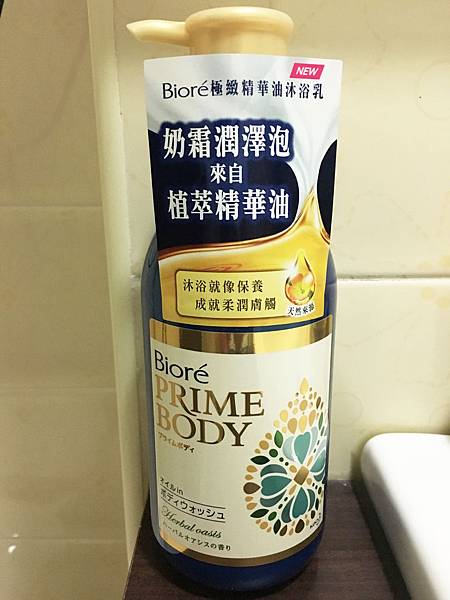 NEW
Bioré極緻精華油沐浴乳
奶霜潤澤泡
來自
植萃精華油
沐浴就像保養
成就柔潤膚觸
天然來源
Bioré
PRIME
BODY
プライムボディ
オイルin
ボディウォッシュ
Herbal oasis
ハーバルオアシスの香り